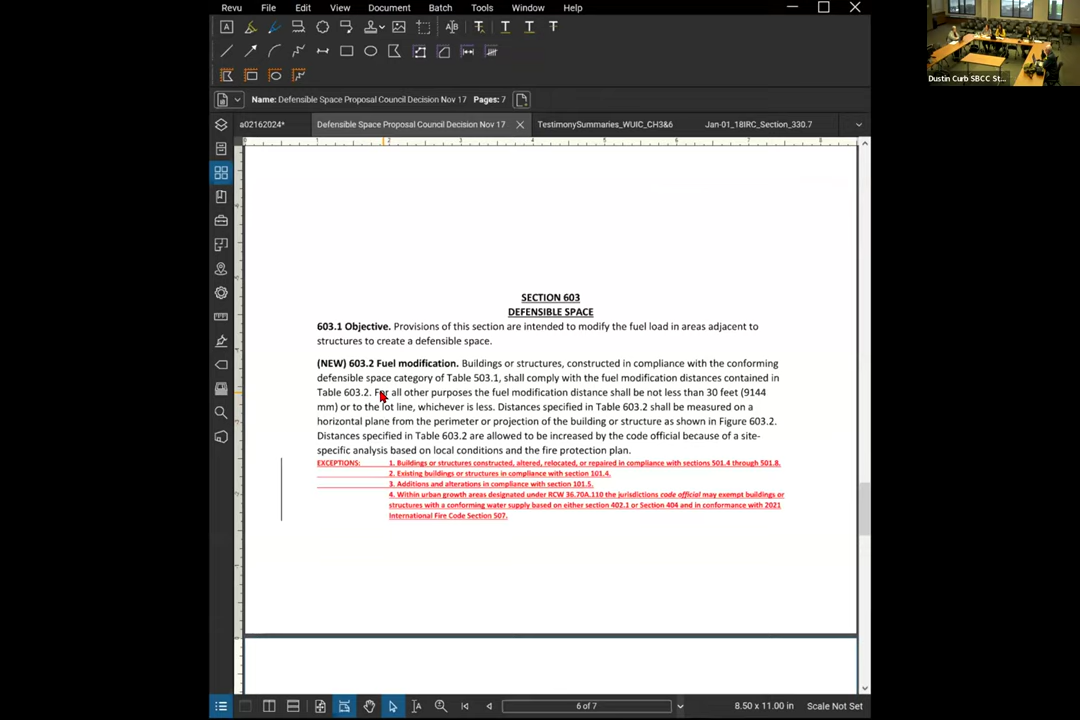 Revu File Edit View Document Batch Tools Window Help
Name: Defensible Space Proposal Council Decision Nov 17 Pages: 7
a02162024* Defensible Space Proposal Council Decision Nov 17 TestimonySummaries_WUIC_CH3&6 Jan-01_18IRC_Section_330.7
SECTION 603
DEFENSIBLE SPACE
603.1 Objective. Provisions of this section are intended to modify the fuel load in areas adjacent to
structures to create a defensible space.
(NEW) 603.2 Fuel modification. Buildings or structures, constructed in compliance with the conforming
defensible space category of Table 503.1, shall comply with the fuel modification distances contained in
Table 603.2. For all other purposes the fuel modification distance shall be not less than 30 feet (9144
mm) or to the lot line, whichever is less. Distances specified in Table 603.2 shall be measured on a
horizontal plane from the perimeter or projection of the building or structure as shown in Figure 603.2.
Distances specified in Table 603.2 are allowed to be increased by the code official because of a site-
specific analysis based on local conditions and the fire protection plan.
EXCEPTIONS: 1. Buildings or structures constructed, altered, relocated, or repaired in compliance with sections 501.4 through 501.8.
2. Existing buildings or structures in compliance with section 101.4.
3. Additions and alterations in compliance with section 101.5.
4. Within urban growth areas designated under RCW 36.70A.110 the jurisdictions code official may exempt buildings or
structures with a conforming water supply based on either section 402.1 or Section 404 and in conformance with 2021
International Fire Code Section 507.
6 of 7
8.50 x 11.00 in Scale Not Set
Dustin Curb SBCC St...